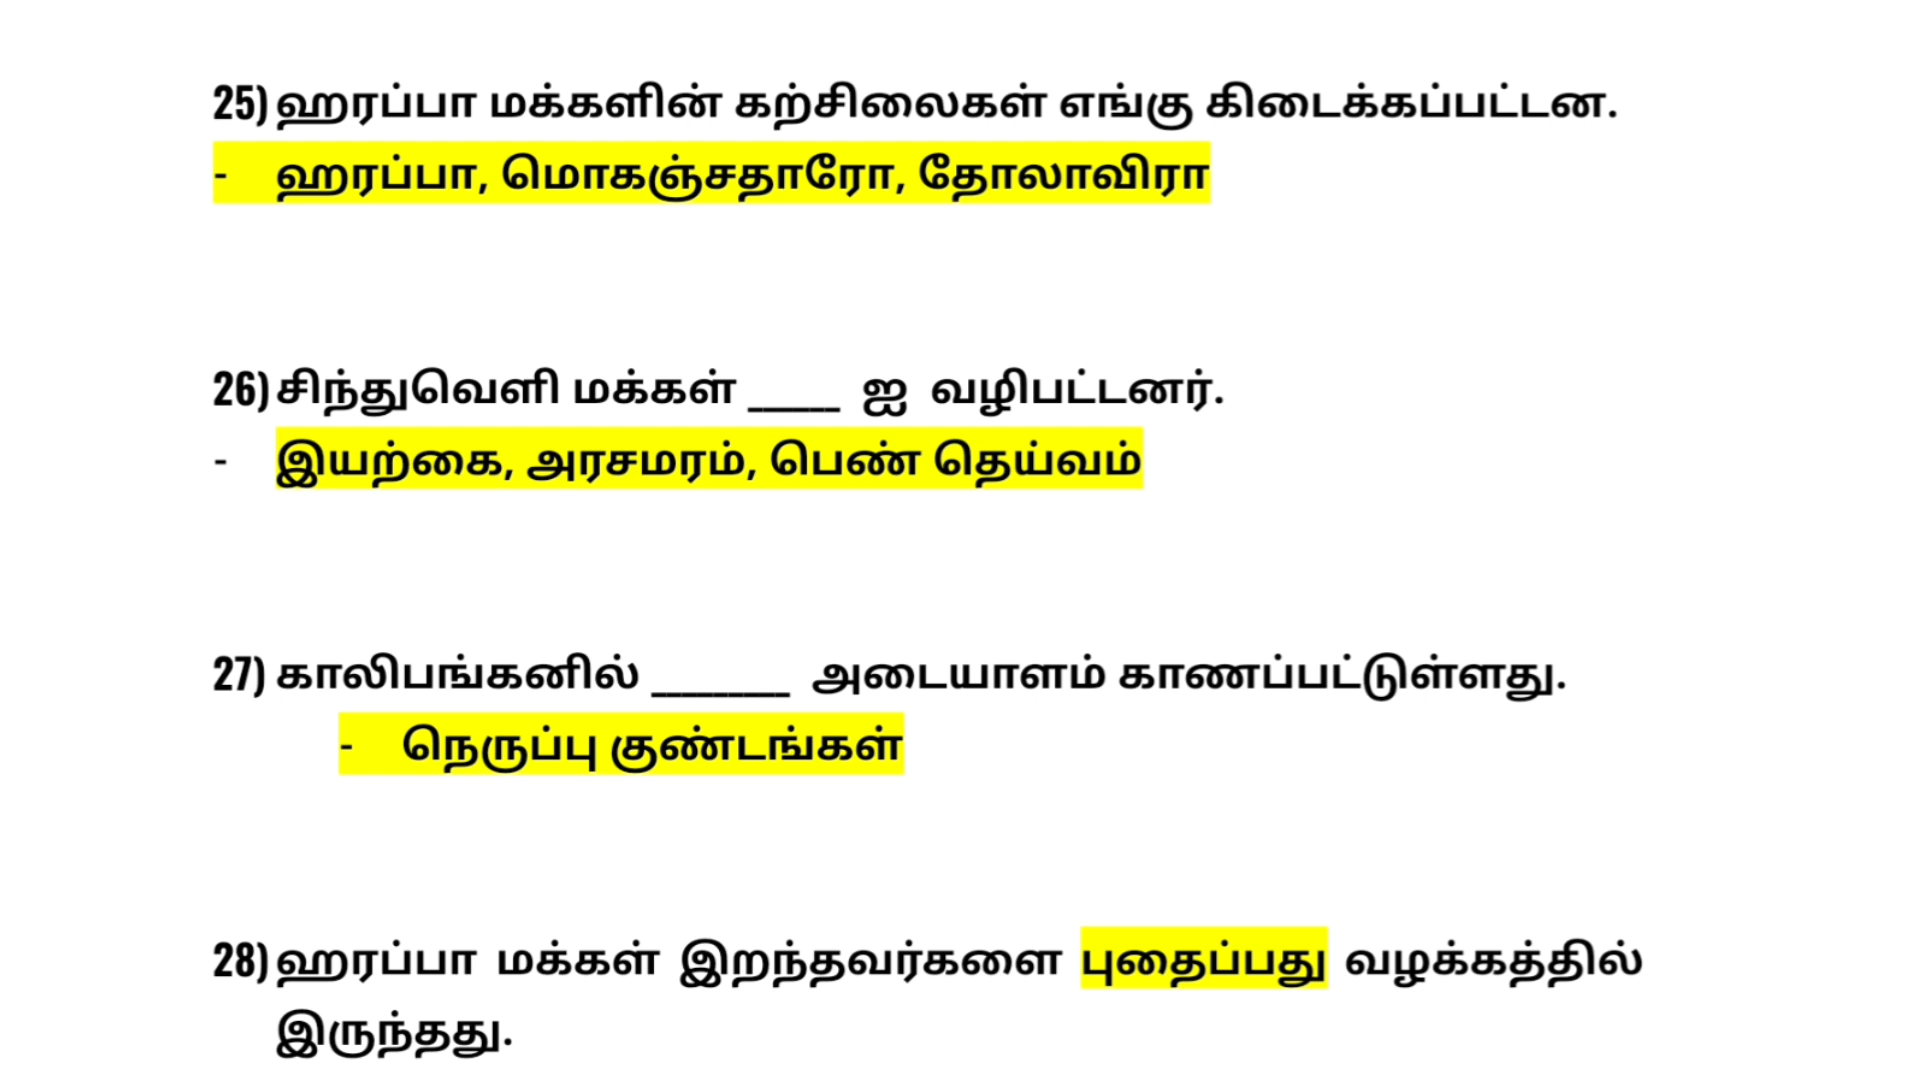 25) ஹரப்பா மக்களின் கற்சிலைகள் எங்கு கிடைக்கப்பட்டன.
- ஹரப்பா, மொகஞ்சதாரோ, தோலாவிரா
26) சிந்துவெளி மக்கள் _____ ஐ வழிபட்டனர்.
- இயற்கை, அரசமரம், பெண் தெய்வம்
27) காலிபங்கனில் ________ அடையாளம் காணப்பட்டுள்ளது.
- நெருப்பு குண்டங்கள்
28) ஹரப்பா மக்கள் இறந்தவர்களை புதைப்பது வழக்கத்தில்
இருந்தது.